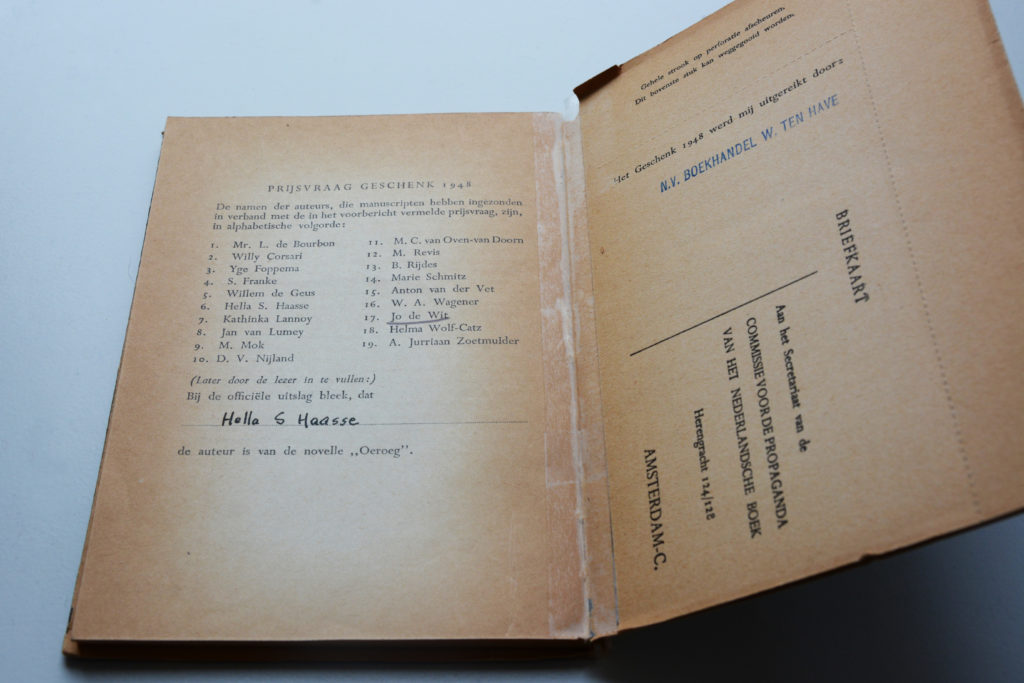 PRIJSVRAAG GESCHENK 1948
De namen der auteurs, die manuscripten hebben ingezonden
in verband met de in het voorbericht vermelde prijsvraag, zijn,
in alphabetische volgorde:
1. Mr. L. de Bourbon
2. Willy Corsari
3. Yge Foppema
4. S. Franke
5. Willem de Geus
6. Hella S. Haasse
7. Kathinka Lannoy
8. Jan van Lumey
9. M. Mok
10. D. V. Nijland
11. M. C. van Oven-van Doorn
12. M. Revis
13. B. Rijdes
14. Marie Schmitz
15. Anton van der Vet
16. W. A. Wagener
17. Jo de Wit
18. Helma Wolf-Catz
19. A. Jurriaan Zoetmulder
(Later door de lezer in te vullen:)
Bij de officiële uitslag bleek, dat
Hella S Haasse
de auteur is van de novelle ,,Oeroeg".
Gehele strook op perforatie afscheuren.
Dit bovenste stuk kan weggegooid worden.
Het Geschenk 1948 werd mij uitgereikt door:
N.V. BOEKHANDEL W. TEN HAVE
BRIEFKAART
Aan het Secretariaat van de
COMMISSIE VOOR DE PROPAGANDA
VAN HET NEDERLANDSCHE BOEK
Herengracht 124/128
AMSTERDAM-C.